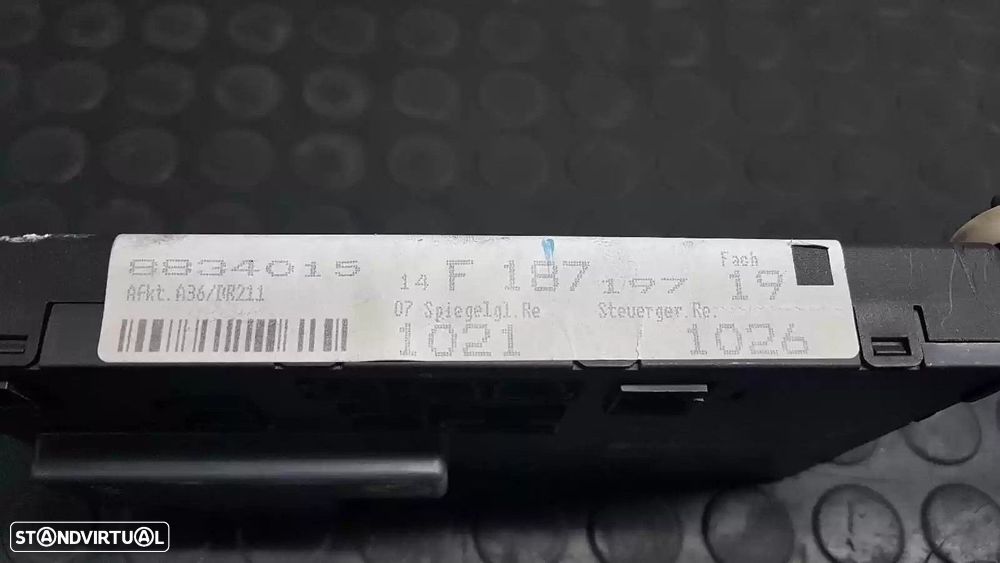 8834015 14 F 187 197 Fach 19
Afkt.A36/DR211 07 Spiegelgl.Re Steuerger.Re:
1021 1026
STANDVIRTUAL